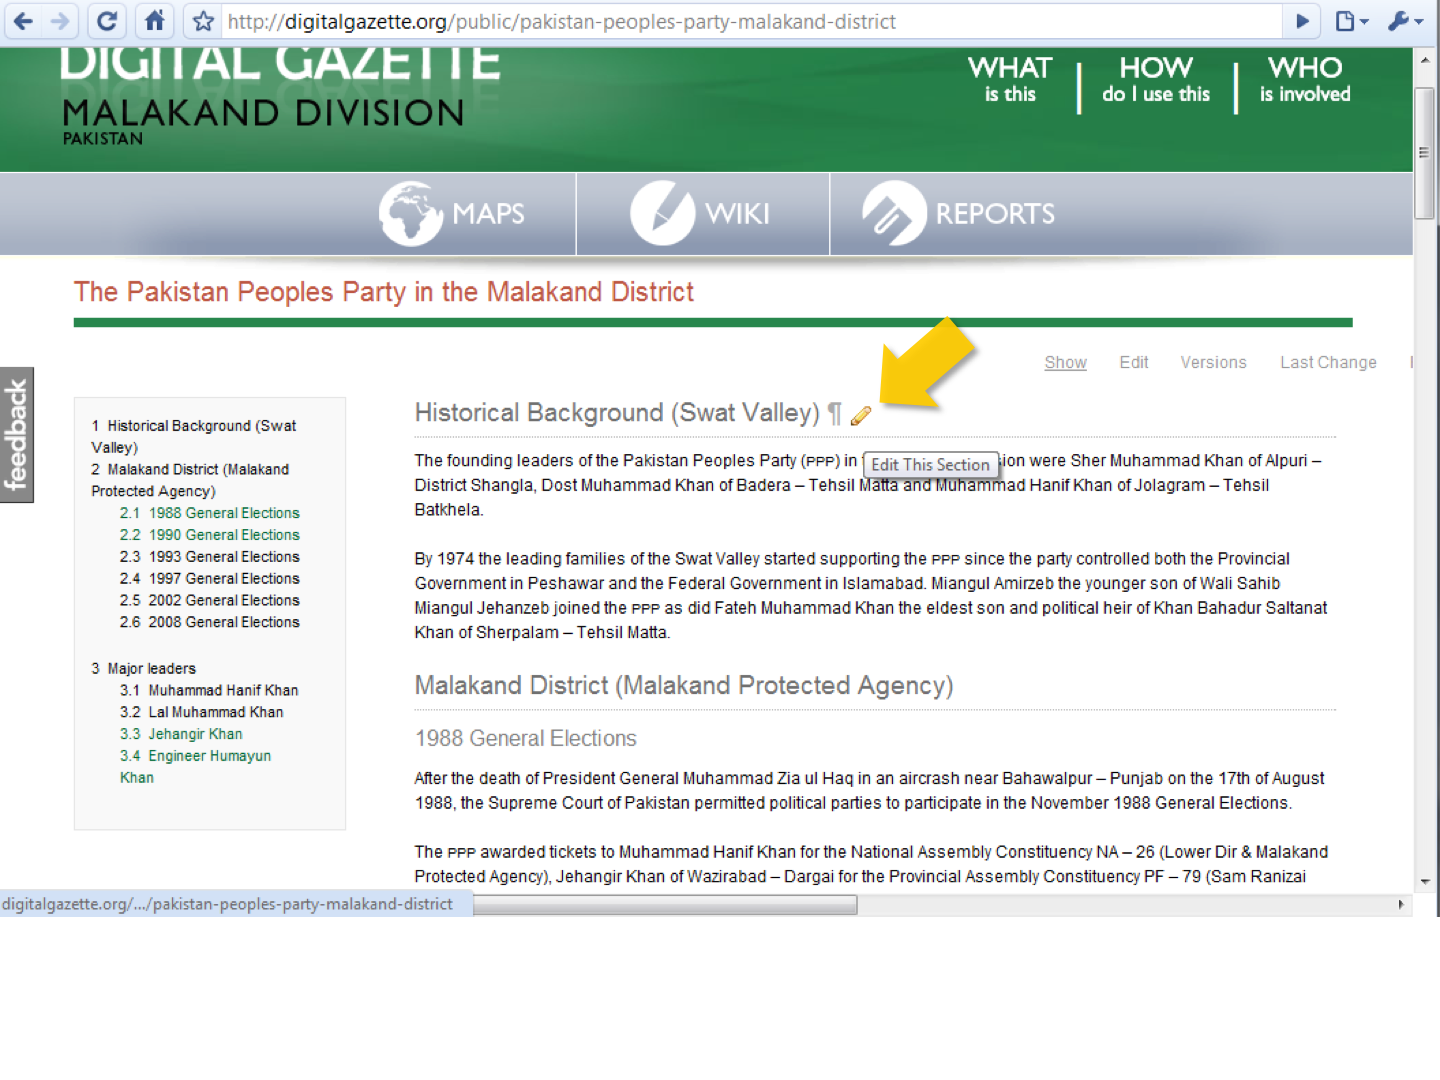 http://digitalgazette.org/public/pakistan-peoples-party-malakand-district
DIGITAL GAZETTE
MALAKAND DIVISION
PAKISTAN
WHAT
is this
HOW
do I use this
WHO
is involved
MAPS
WIKI
REPORTS
The Pakistan Peoples Party in the Malakand District
Show Edit Versions Last Change
feedback
1 Historical Background (Swat
Valley)
2 Malakand District (Malakand
Protected Agency)
2.1 1988 General Elections
2.2 1990 General Elections
2.3 1993 General Elections
2.4 1997 General Elections
2.5 2002 General Elections
2.6 2008 General Elections
3 Major leaders
3.1 Muhammad Hanif Khan
3.2 Lal Muhammad Khan
3.3 Jehangir Khan
3.4 Engineer Humayun
Khan
Historical Background (Swat Valley) ¶
Edit This Section
The founding leaders of the Pakistan Peoples Party (PPP) in were Sher Muhammad Khan of Alpuri –
District Shangla, Dost Muhammad Khan of Badera – Tehsil Matta and Muhammad Hanif Khan of Jolagram – Tehsil
Batkhela.
By 1974 the leading families of the Swat Valley started supporting the PPP since the party controlled both the Provincial
Government in Peshawar and the Federal Government in Islamabad. Miangul Amirzeb the younger son of Wali Sahib
Miangul Jehanzeb joined the PPP as did Fateh Muhammad Khan the eldest son and political heir of Khan Bahadur Saltanat
Khan of Sherpalam – Tehsil Matta.
Malakand District (Malakand Protected Agency)
1988 General Elections
After the death of President General Muhammad Zia ul Haq in an aircrash near Bahawalpur – Punjab on the 17th of August
1988, the Supreme Court of Pakistan permitted political parties to participate in the November 1988 General Elections.
The PPP awarded tickets to Muhammad Hanif Khan for the National Assembly Constituency NA – 26 (Lower Dir & Malakand
Protected Agency), Jehangir Khan of Wazirabad – Dargai for the Provincial Assembly Constituency PF – 79 (Sam Ranizai
digitalgazette.org/.../pakistan-peoples-party-malakand-district